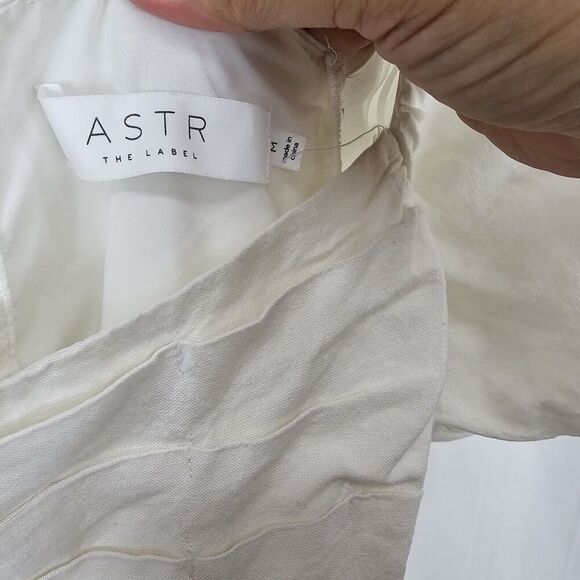 ASTR
THE LABEL
M
made in
china